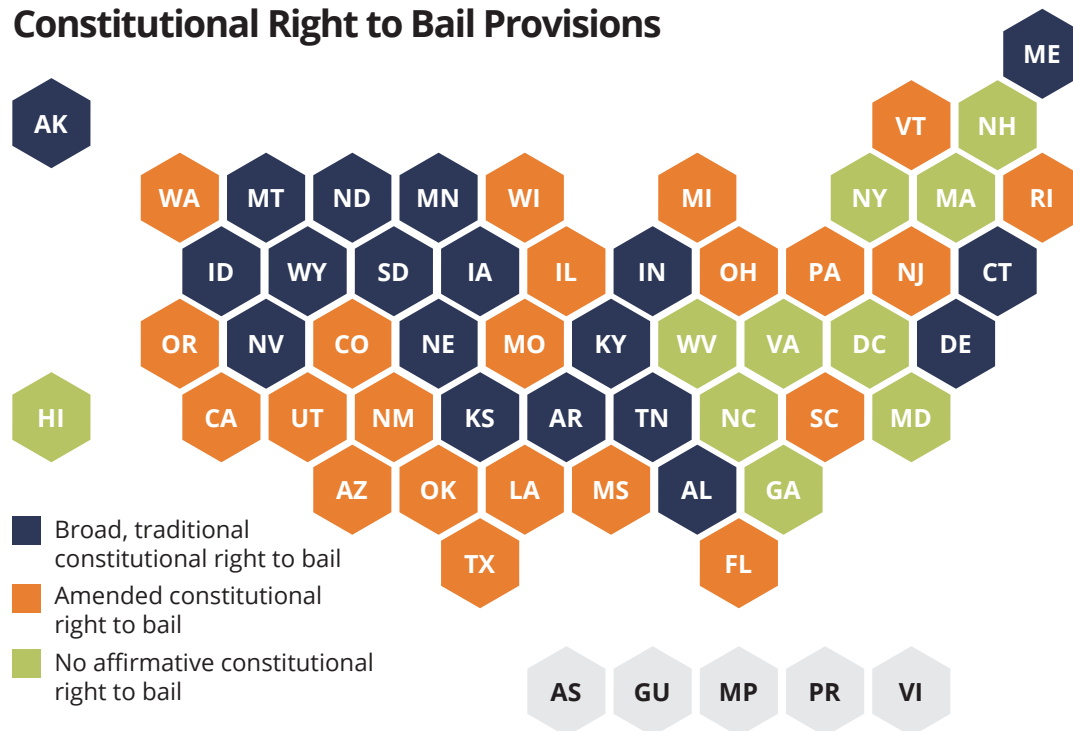 Constitutional Right to Bail Provisions
ME
AK
VT NH
WA MT ND MN WI MI NY MA RI
ID WY SD IA IL IN OH PA NJ CT
OR NV CO NE MO KY WV VA DC DE
HI CA UT NM KS AR TN NC SC MD
AZ OK LA MS AL GA
TX FL
Broad, traditional
constitutional right to bail
Amended constitutional
right to bail
No affirmative constitutional
right to bail
AS GU MP PR VI